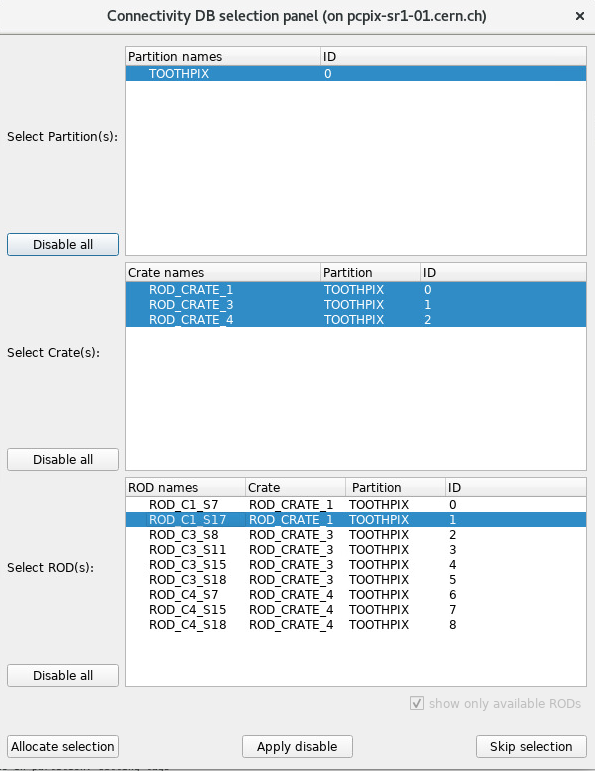 Connectivity DB selection panel (on pcpix-sr1-01.cern.ch) ×
Partition names ID
TOOTHPIX 0
Select Partition(s):
Disable all
Crate names Partition ID
ROD_CRATE_1 TOOTHPIX 0
ROD_CRATE_3 TOOTHPIX 1
ROD_CRATE_4 TOOTHPIX 2
Select Crate(s):
Disable all
ROD names Crate Partition ID
ROD_C1_S7 ROD_CRATE_1 TOOTHPIX 0
ROD_C1_S17 ROD_CRATE_1 TOOTHPIX 1
ROD_C3_S8 ROD_CRATE_3 TOOTHPIX 2
ROD_C3_S11 ROD_CRATE_3 TOOTHPIX 3
ROD_C3_S15 ROD_CRATE_3 TOOTHPIX 4
Select ROD(s):
ROD_C3_S18 ROD_CRATE_3 TOOTHPIX 5
ROD_C4_S7 ROD_CRATE_4 TOOTHPIX 6
ROD_C4_S15 ROD_CRATE_4 TOOTHPIX 7
ROD_C4_S18 ROD_CRATE_4 TOOTHPIX 8
Disable all
show only available RODs
Allocate selection Apply disable Skip selection